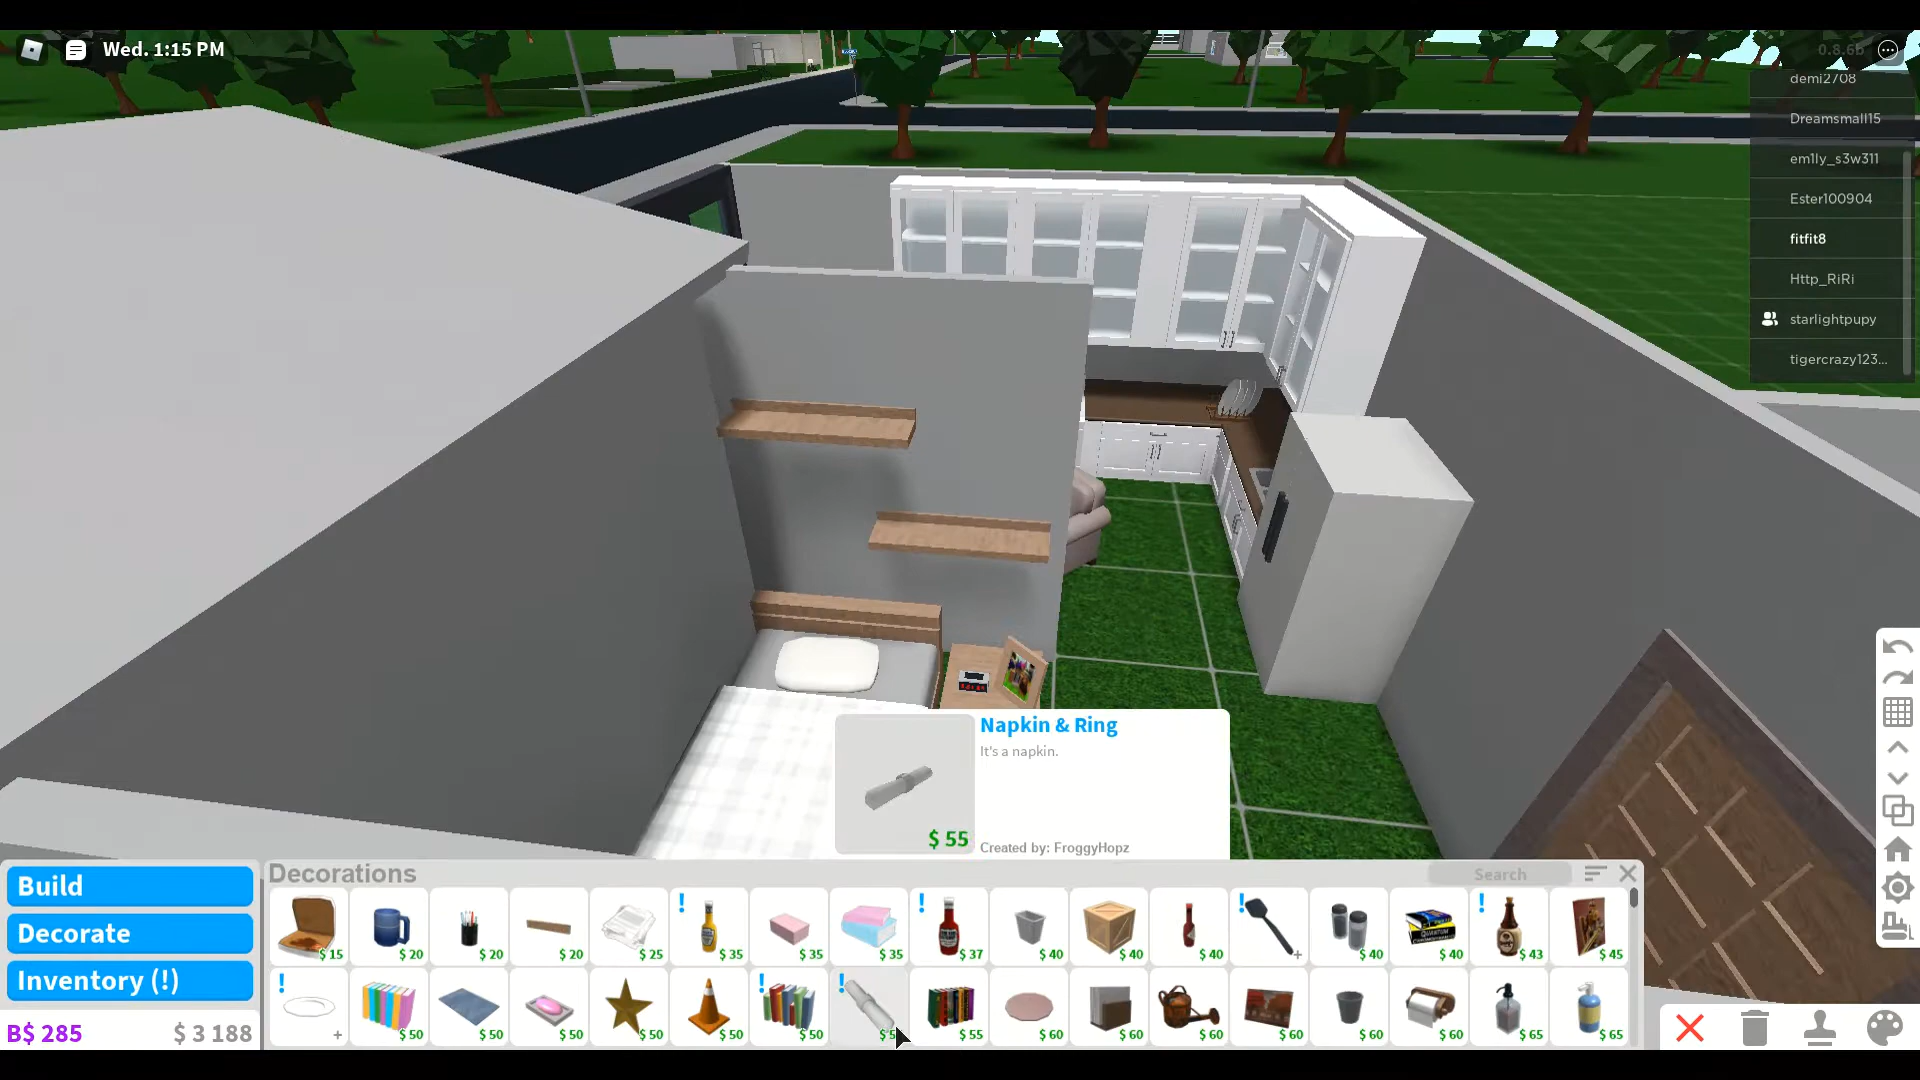 Wed. 1:15 PM
0.8.6b
demi2708
Dreamsmall15
em1ly_s3w311
Ester100904
fitfit8
Http_RiRi
starlightpupy
tigercrazy123...
Napkin & Ring
It's a napkin.
$ 55
Created by: FroggyHopz
Build
Decorate
Inventory (!)
B$ 285
$ 3 188
Decorations
Search
$ 15
$ 20
$ 20
$ 20
$ 25
! $ 35
$ 35
$ 35
! $ 37
$ 40
$ 40
$ 40
! +
$ 40
$ 40
! $ 43
$ 45
! +
$ 50
$ 50
$ 50
$ 50
$ 50
! $ 50
! $ 5
$ 55
$ 60
$ 60
$ 60
$ 60
$ 60
$ 60
$ 65
$ 65